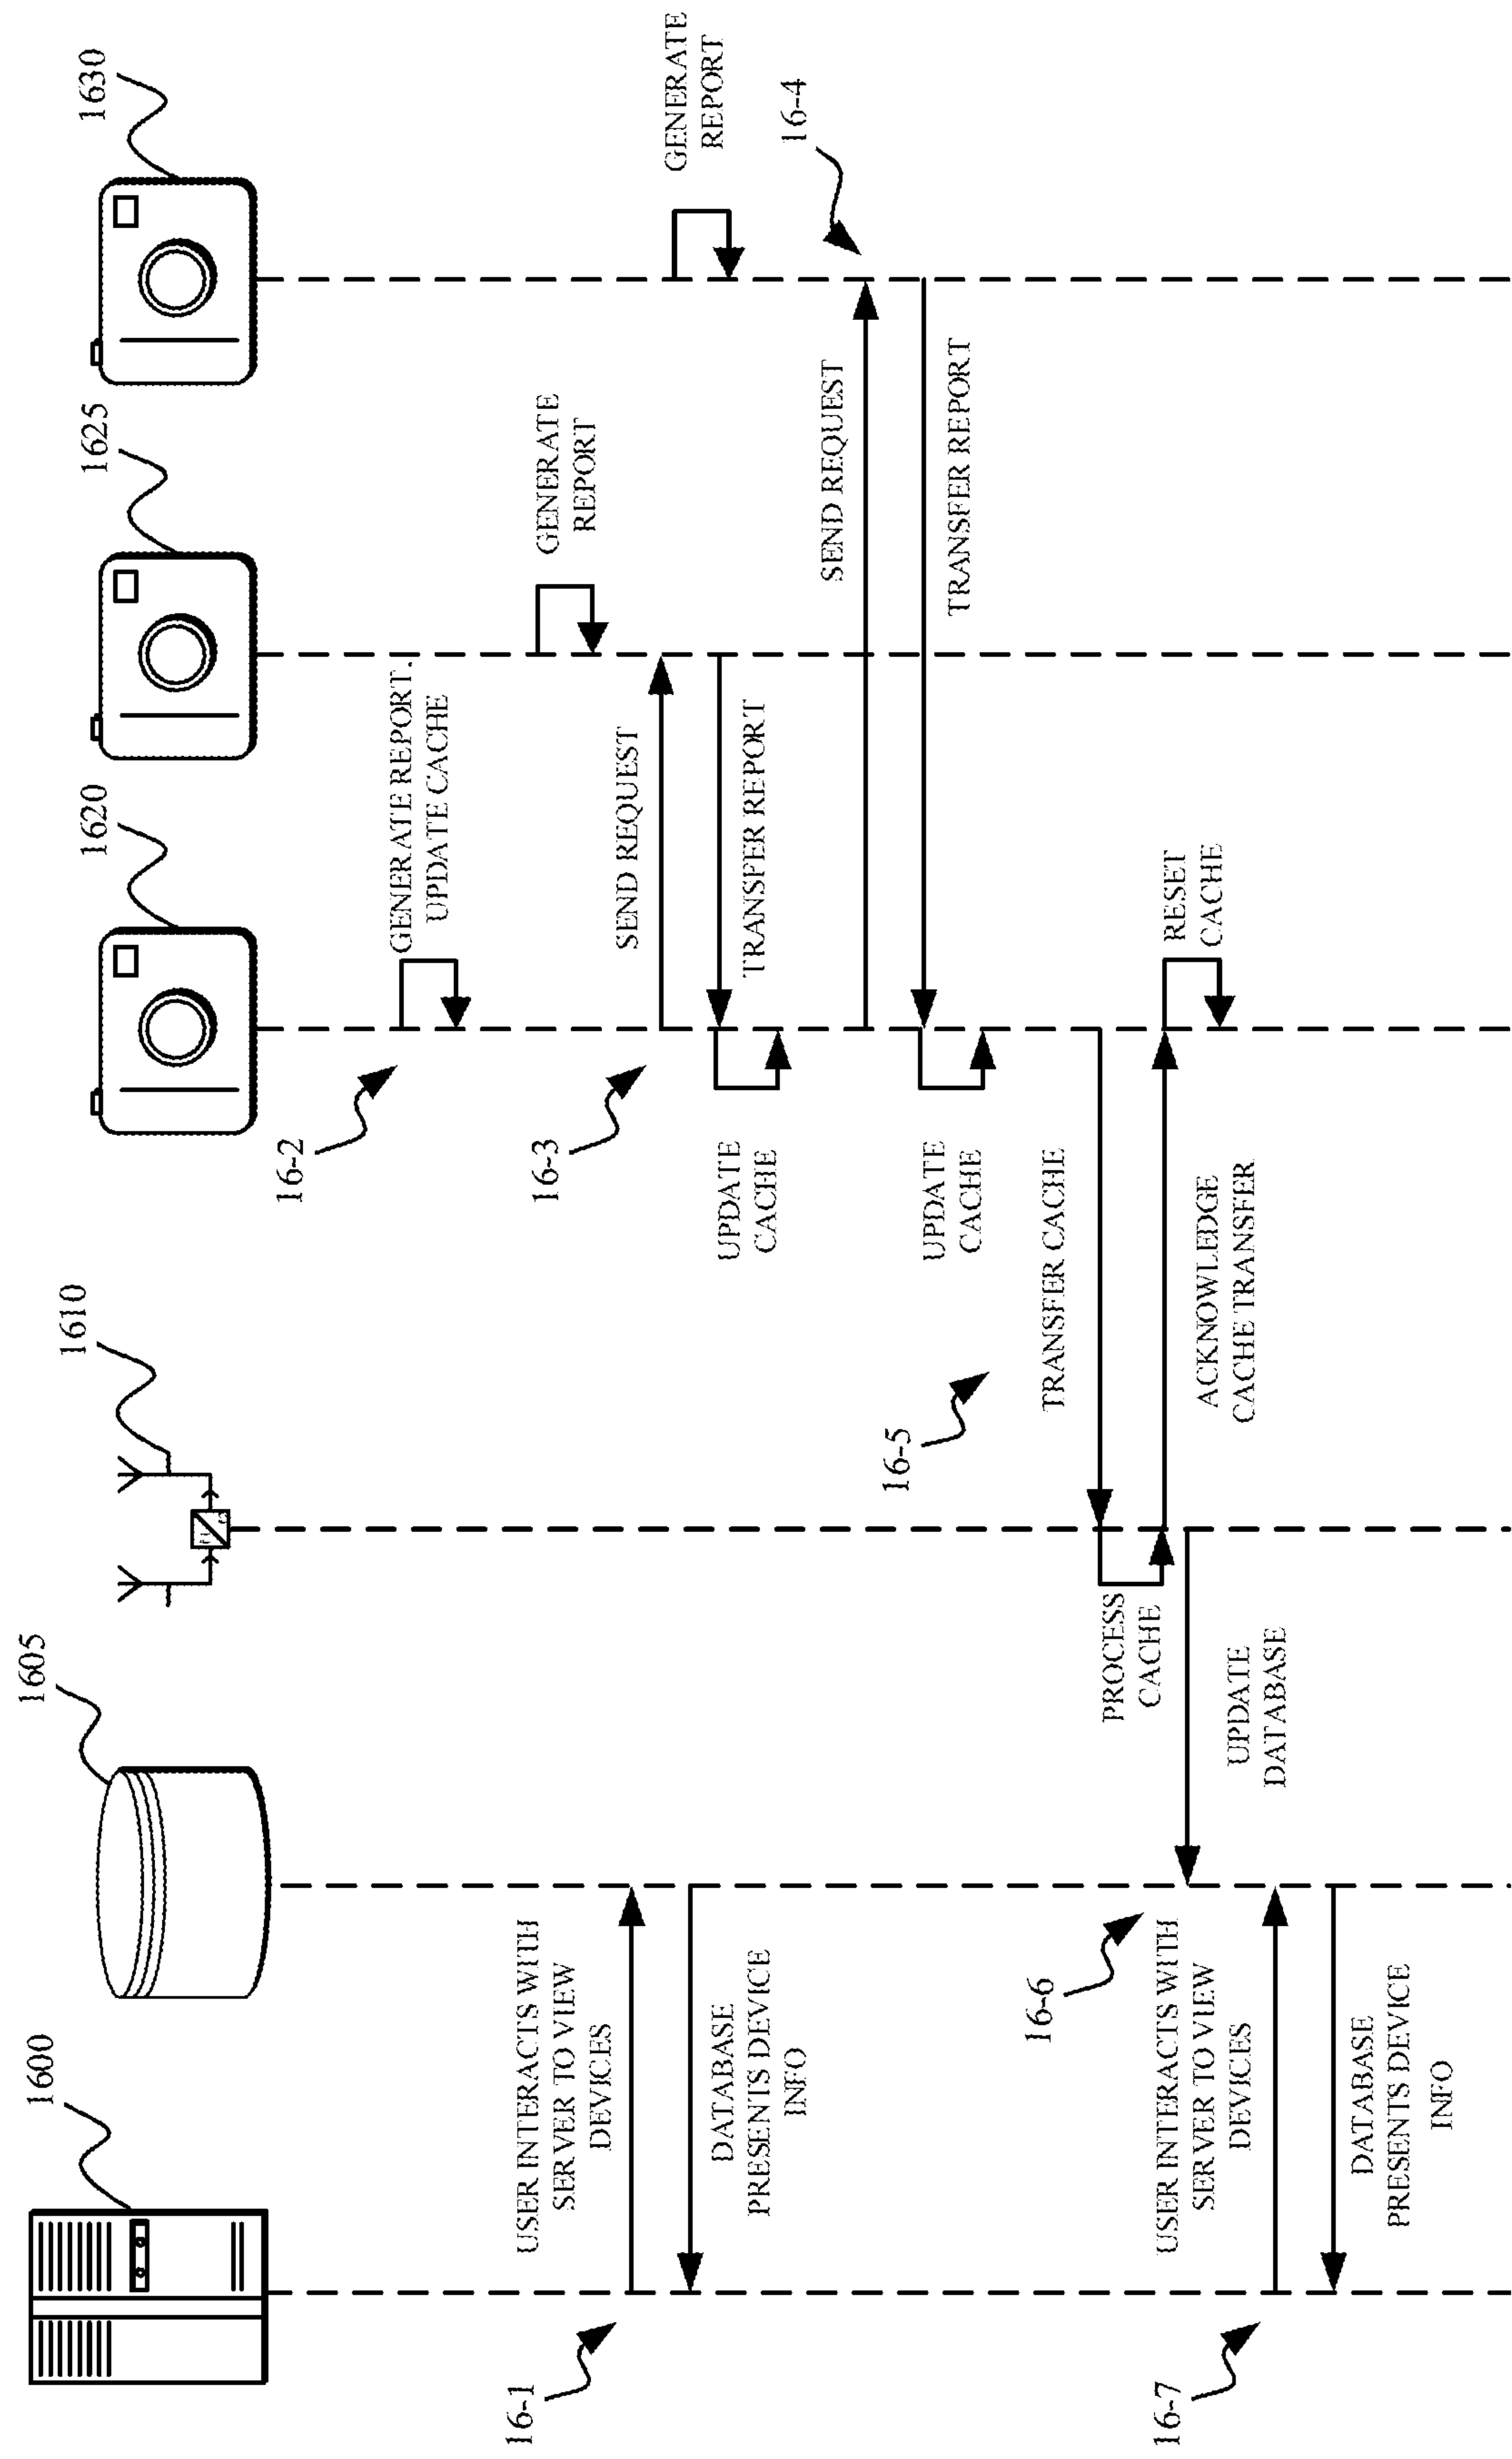 1600
1605
1610
1620
1625
1630
16-1
USER INTERACTS WITH
SERVER TO VIEW
DEVICES
DATABASE
PRESENTS DEVICE
INFO
16-2
GENERATE REPORT.
UPDATE CACHE
GENERATE
REPORT
16-3
SEND REQUEST
TRANSFER REPORT
UPDATE
CACHE
GENERATE
REPORT
16-4
SEND REQUEST
TRANSFER REPORT
UPDATE
CACHE
16-5
TRANSFER CACHE
PROCESS
CACHE
ACKNOWLEDGE
CACHE TRANSFER
RESET
CACHE
16-6
UPDATE
DATABASE
16-7
USER INTERACTS WITH
SERVER TO VIEW
DEVICES
DATABASE
PRESENTS DEVICE
INFO